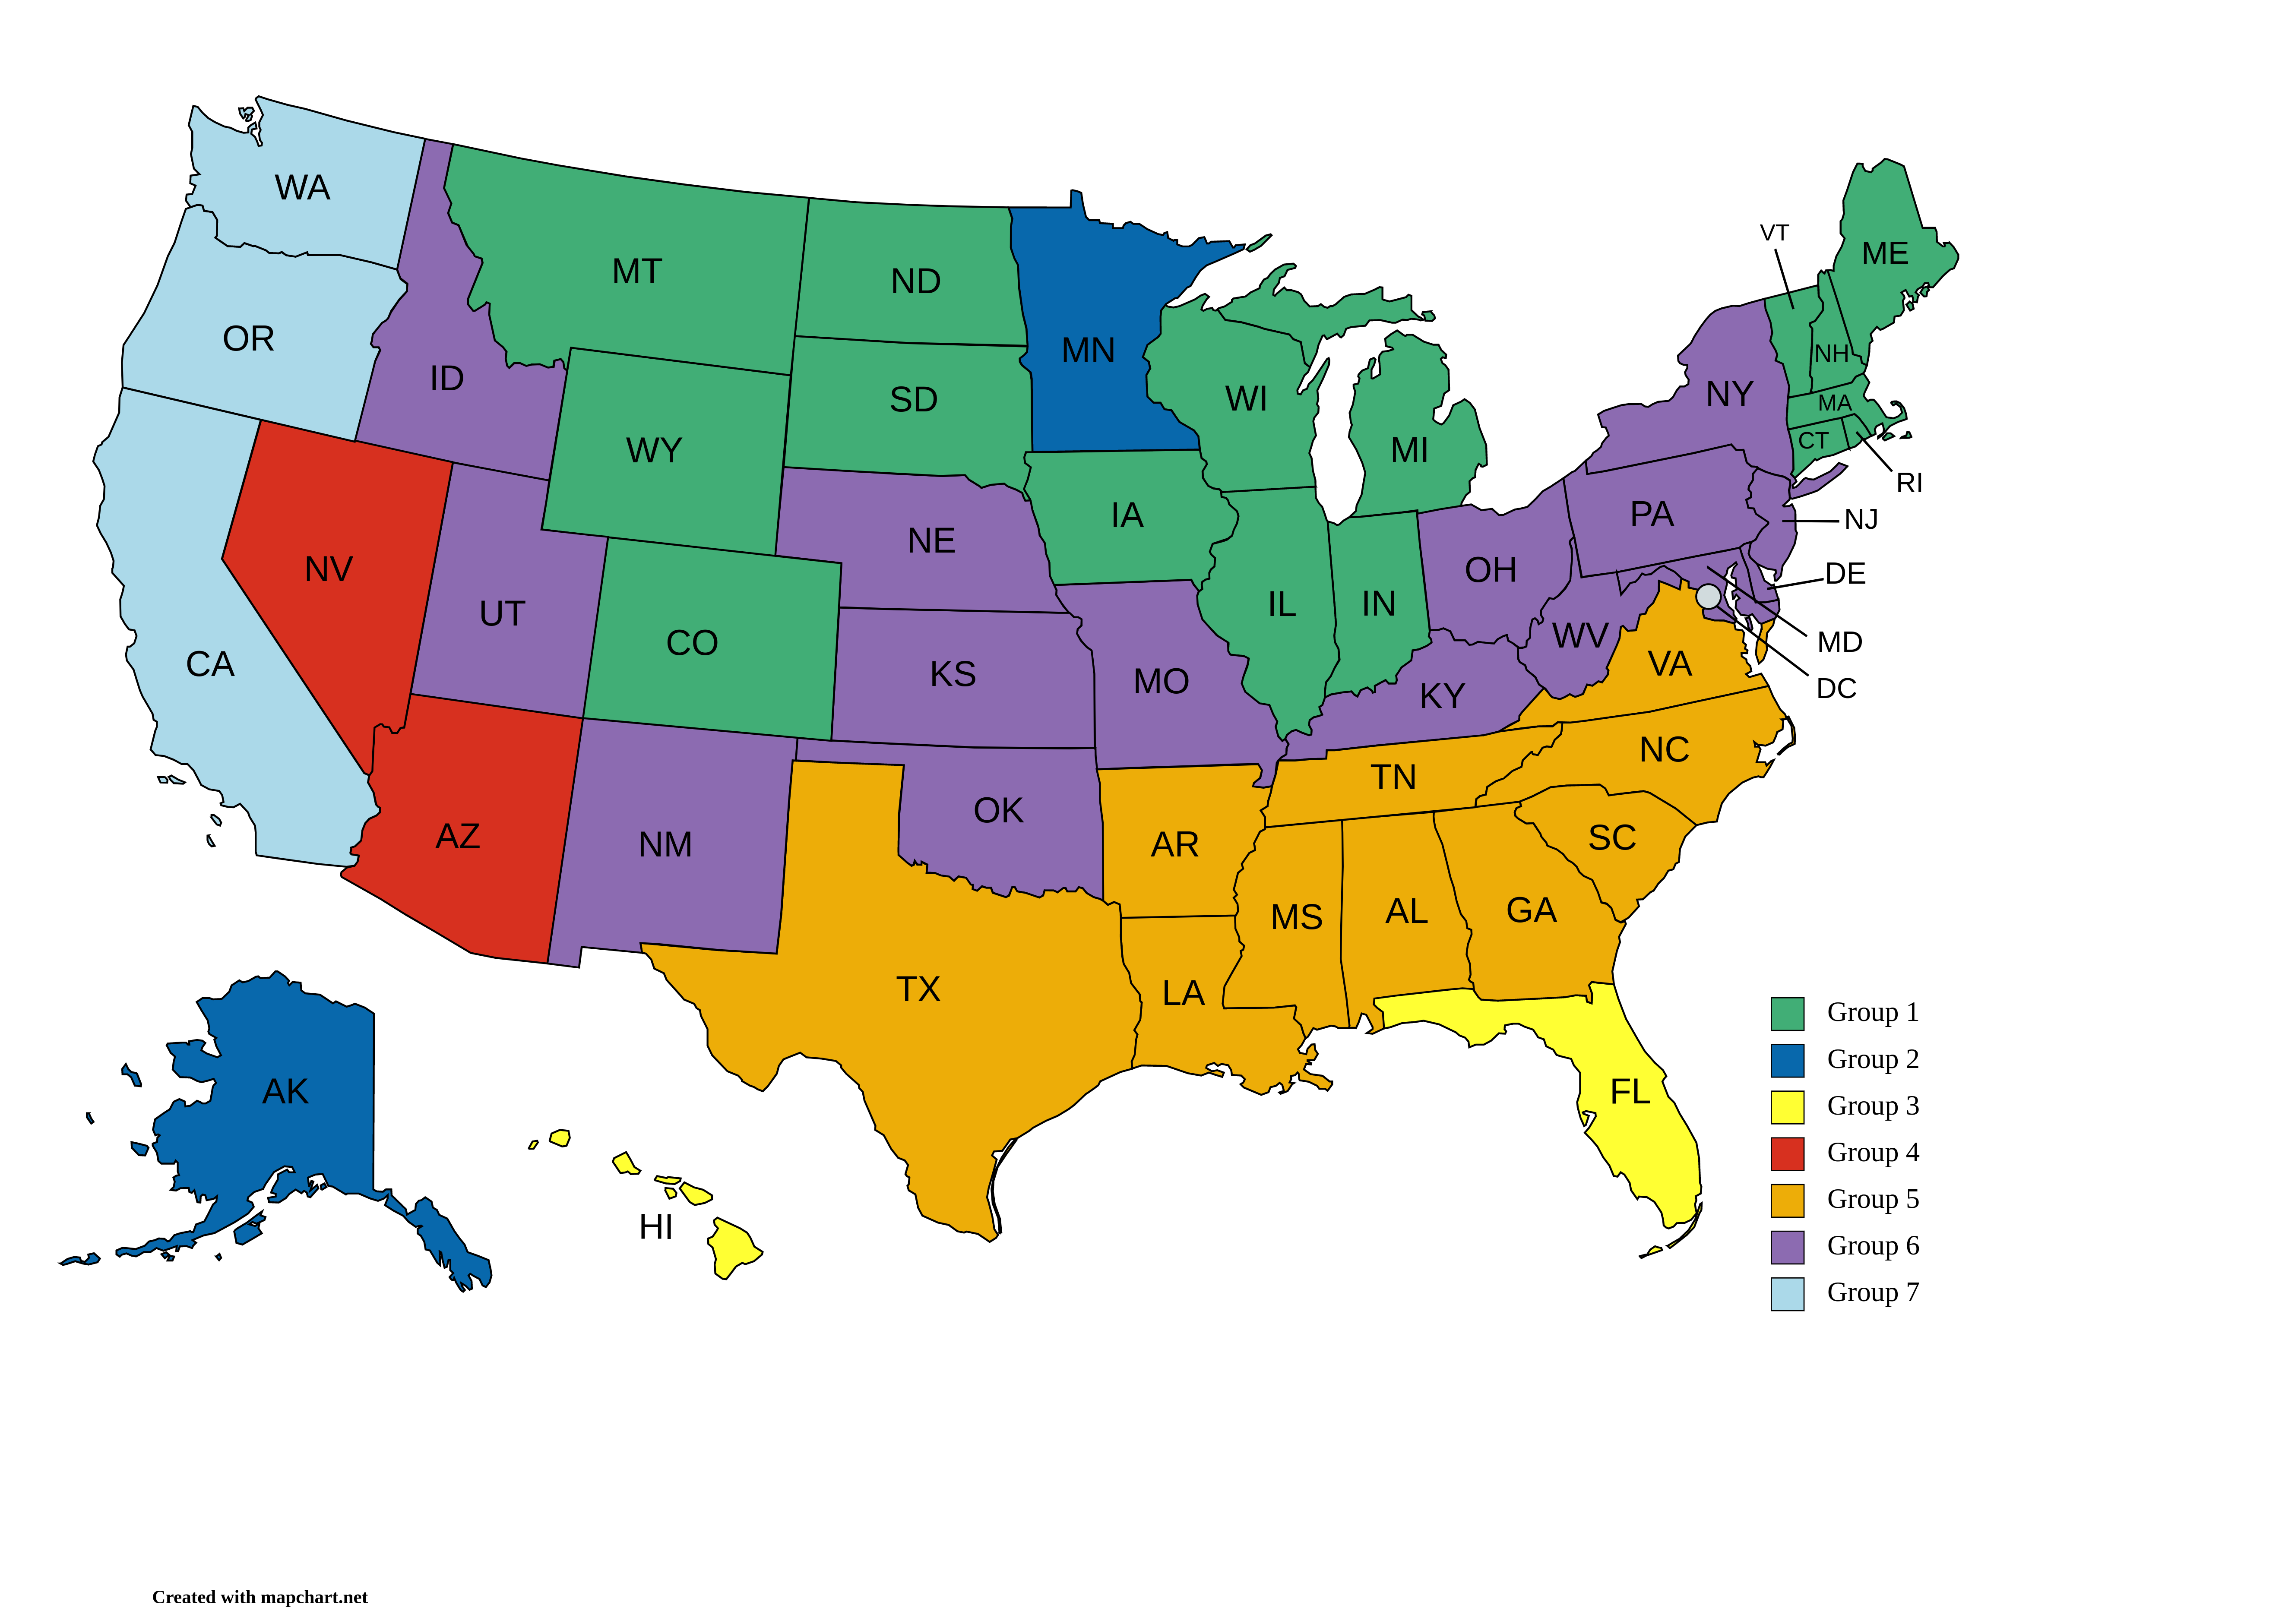 WA
VT
ME
MT
ND
OR
MN
NH
ID
NY
WI
SD
MA
CT
WY
MI
RI
IA
PA
NJ
NE
NV
OH
DE
IL
IN
UT
CO
WV
MD
CA
VA
KS
MO
DC
KY
NC
TN
OK
AZ
NM
AR
SC
MS
AL
GA
TX
LA
Group 1
Group 2
AK
FL
Group 3
Group 4
Group 5
HI
Group 6
Group 7
Created with mapchart.net